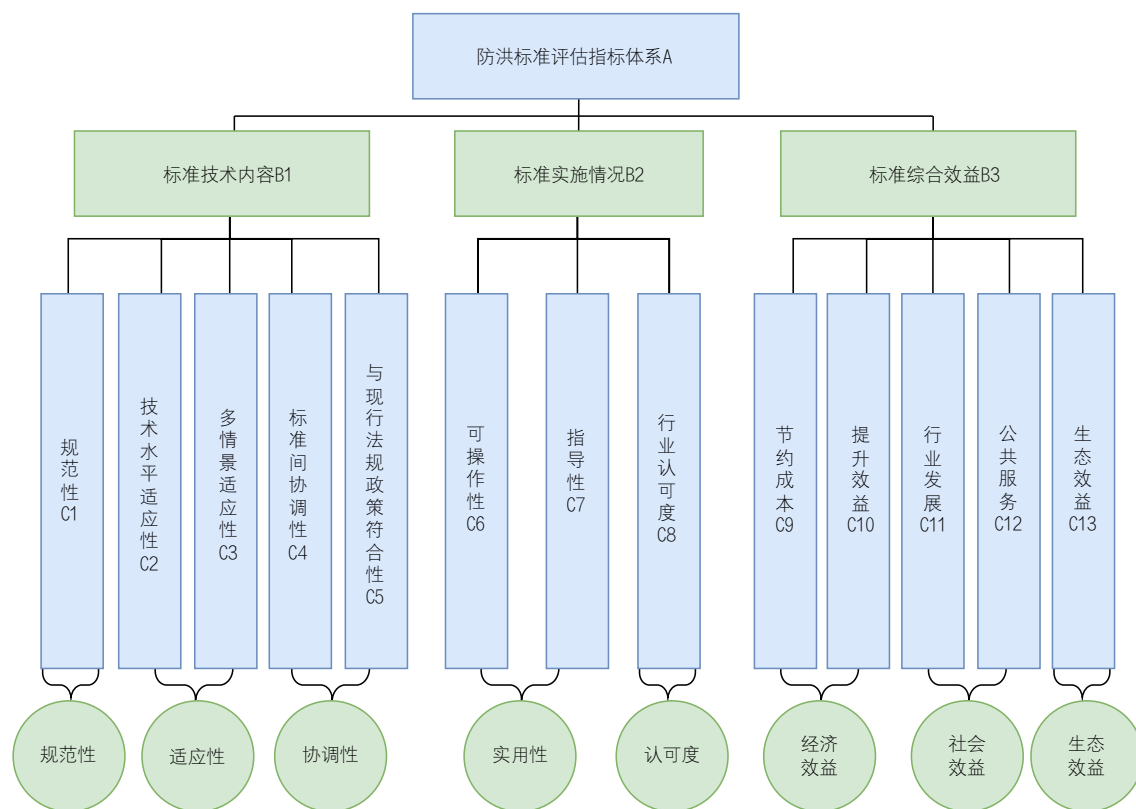 防洪标准评估指标体系A
标准技术内容B1
标准实施情况B2
标准综合效益B3
规范性C1
技术水平适应性C2
多情景适应性C3
标准间协调性C4
与现行法规政策符合性C5
可操作性C6
指导性C7
行业认可度C8
节约成本C9
提升效益C10
行业发展C11
公共服务C12
生态效益C13
规范性
适应性
协调性
实用性
认可度
经济
效益
社会
效益
生态
效益